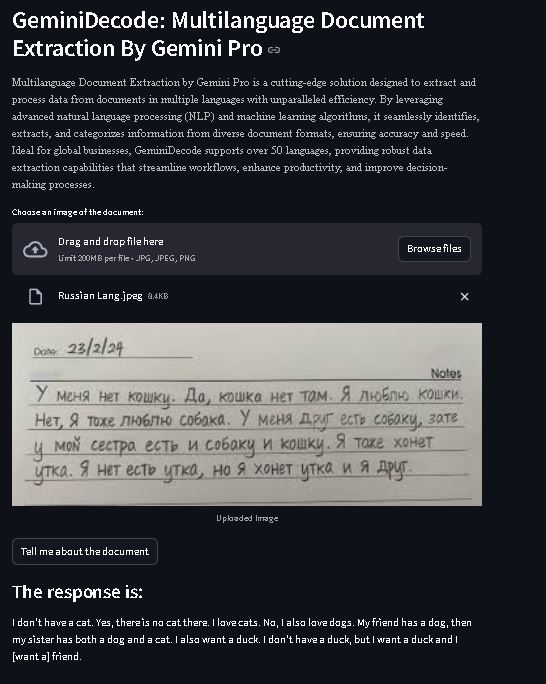 GeminiDecode: Multilanguage Document
Extraction By Gemini Pro
Multilanguage Document Extraction by Gemini Pro is a cutting-edge solution designed to extract and
process data from documents in multiple languages with unparalleled efficiency. By leveraging
advanced natural language processing (NLP) and machine learning algorithms, it seamlessly identifies,
extracts, and categorizes information from diverse document formats, ensuring accuracy and speed.
Ideal for global businesses, GeminiDecode supports over 50 languages, providing robust data
extraction capabilities that streamline workflows, enhance productivity, and improve decision-
making processes.
Choose an image of the document:
Drag and drop file here
Limit 200MB per file • JPG, JPEG, PNG
Browse files
Russian Lang.jpeg 8.4KB
Date: 23/2/24
Notes
У меня нет кошку. Да, кошка нет там. Я люблю кошки.
Нет, Я тоже люблю собака. У меня Друг есть собаку, зате
у мой сестра есть и собаку и кошку. Я тоже хонет
утка. Я нет есть утка, но Я хонет утка и Я Друг.
Uploaded Image
Tell me about the document
The response is:
I don't have a cat. Yes, there is no cat there. I love cats. No, I also love dogs. My friend has a dog, then
my sister has both a dog and a cat. I also want a duck. I don't have a duck, but I want a duck and I
[want a] friend.